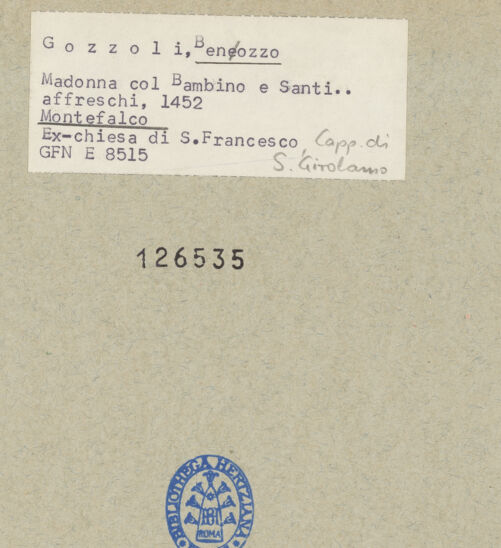 Gozzoli, Benozzo
Madonna col Bambino e Santi..
affreschi, 1452
Montefalco
Ex-chiesa di S.Francesco, Capp. di
GFN E 8515 S. Girolamo
126535
BIBLIOTHECA HERTZIANA
ROMA